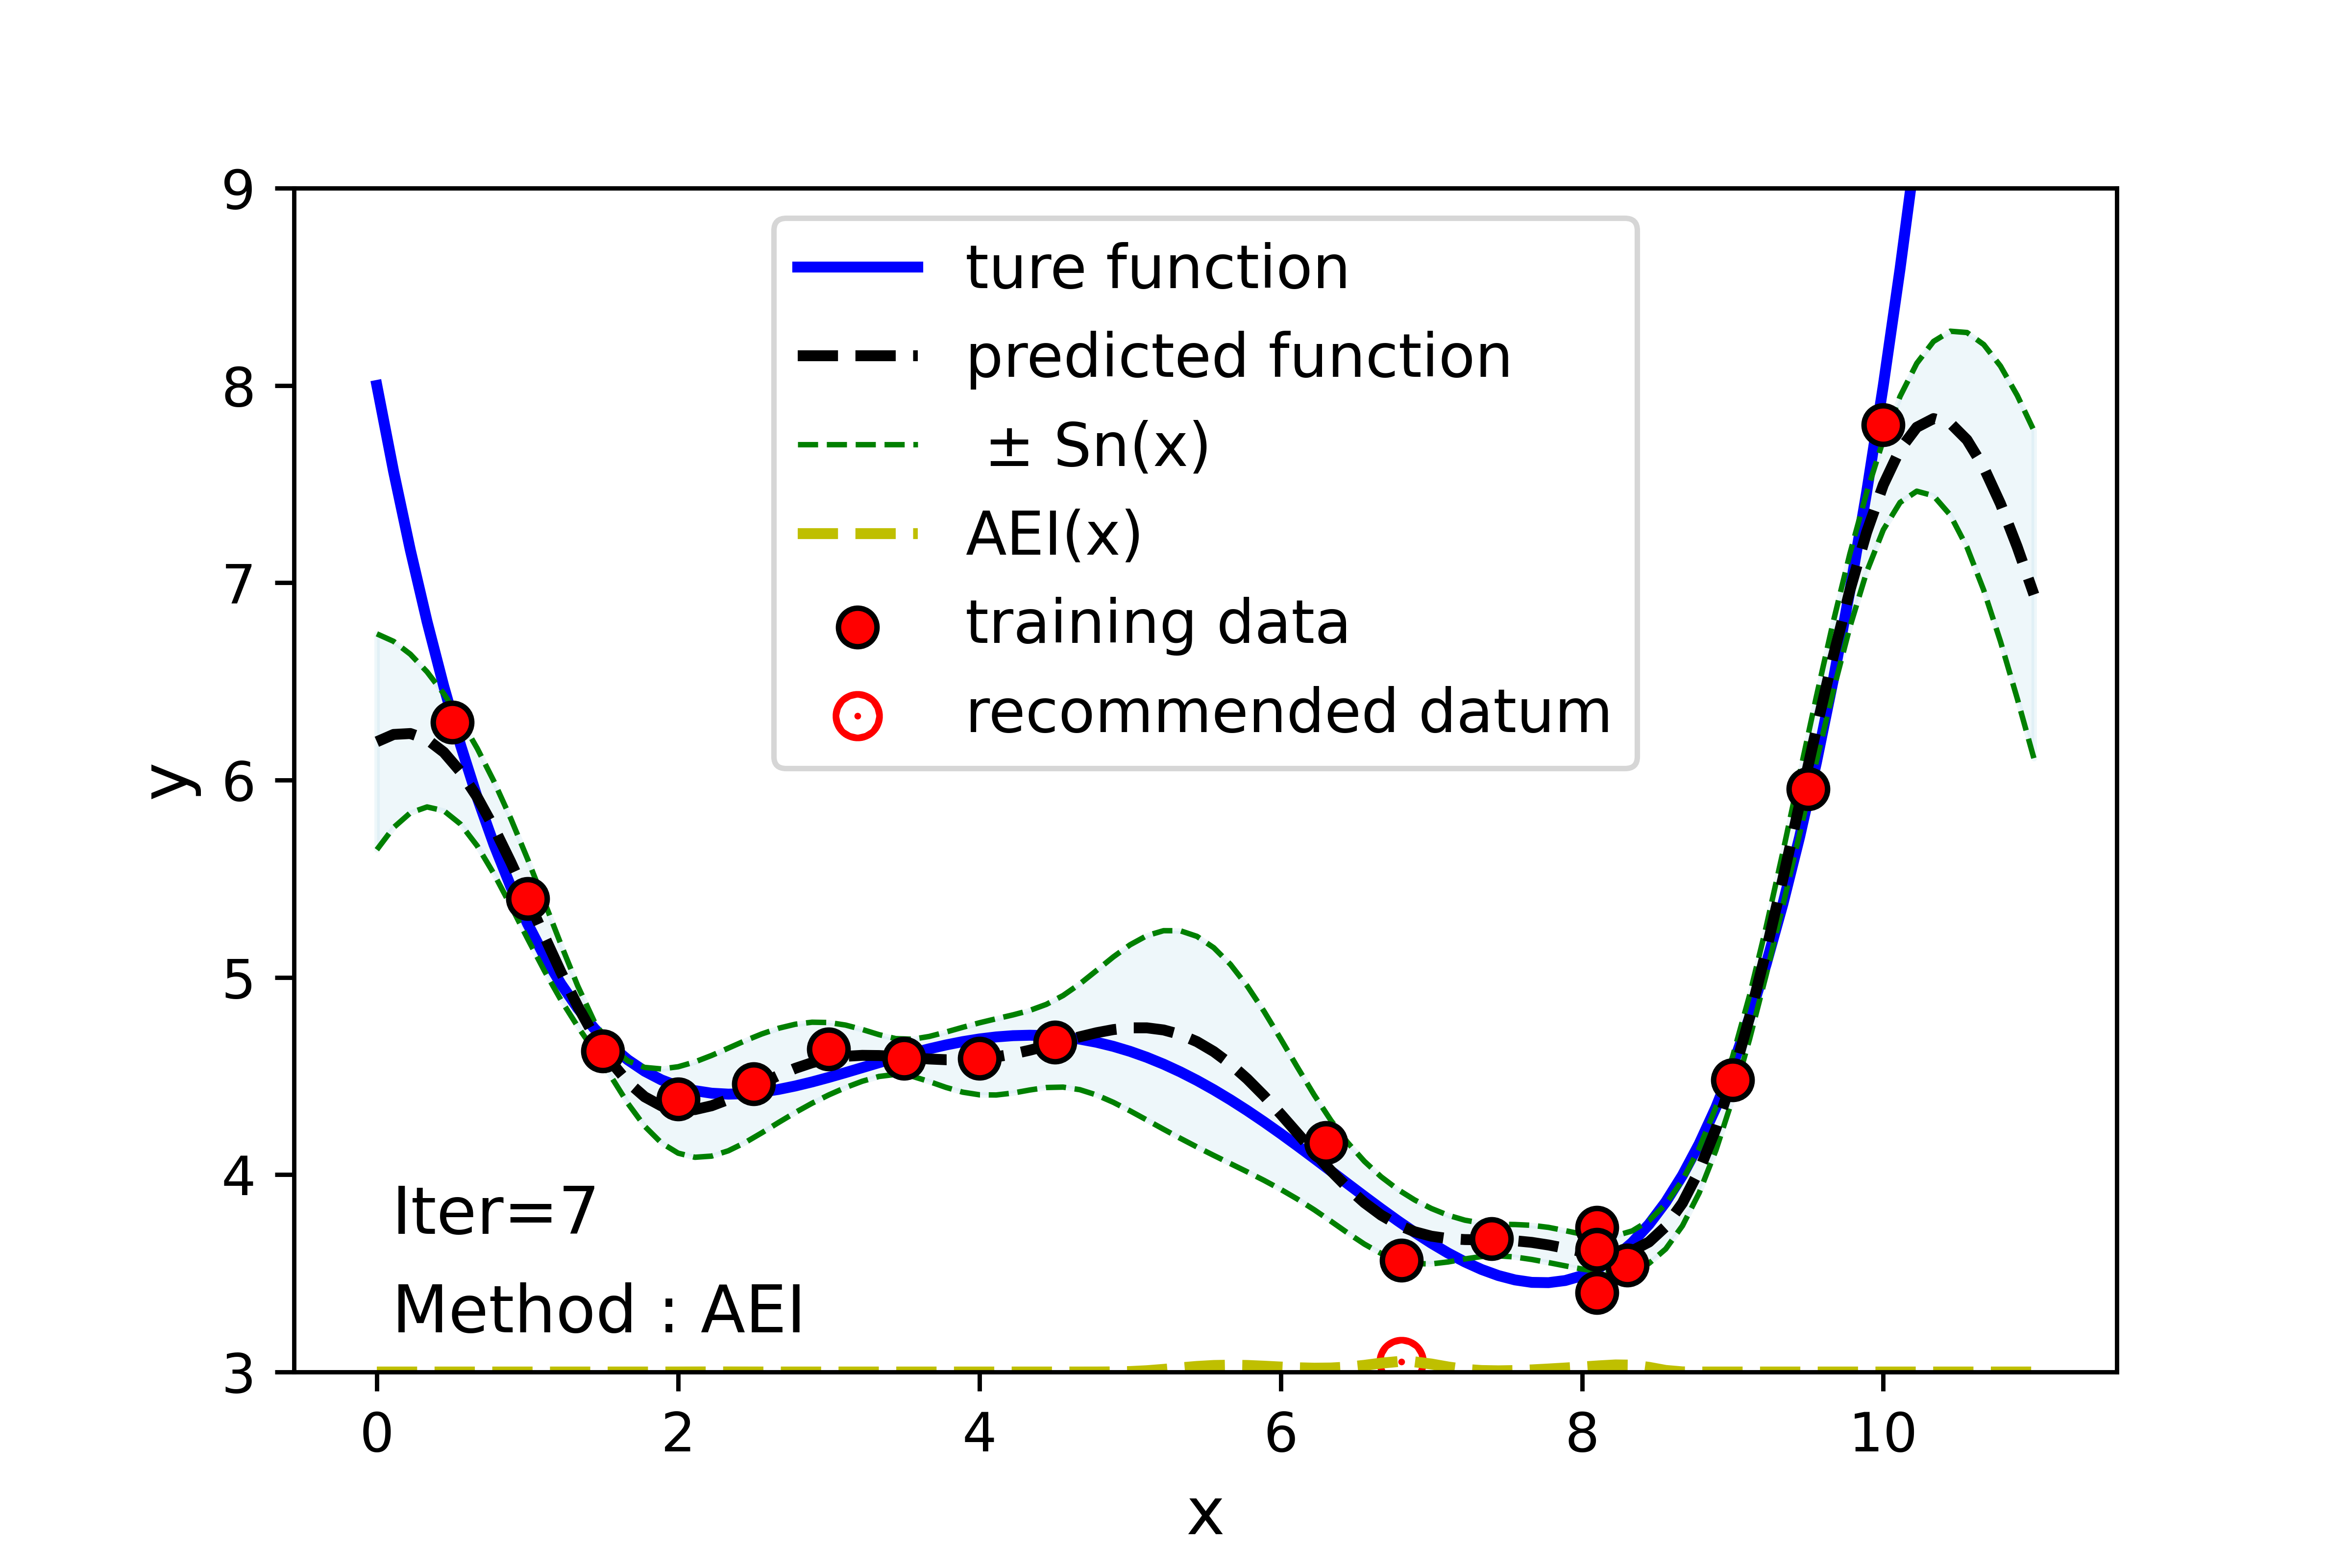 9
8
7
6
5
4
3
y
ture function
predicted function
± Sn(x)
AEI(x)
training data
recommended datum
Iter=7
Method : AEI
0 2 4 6 8 10
x